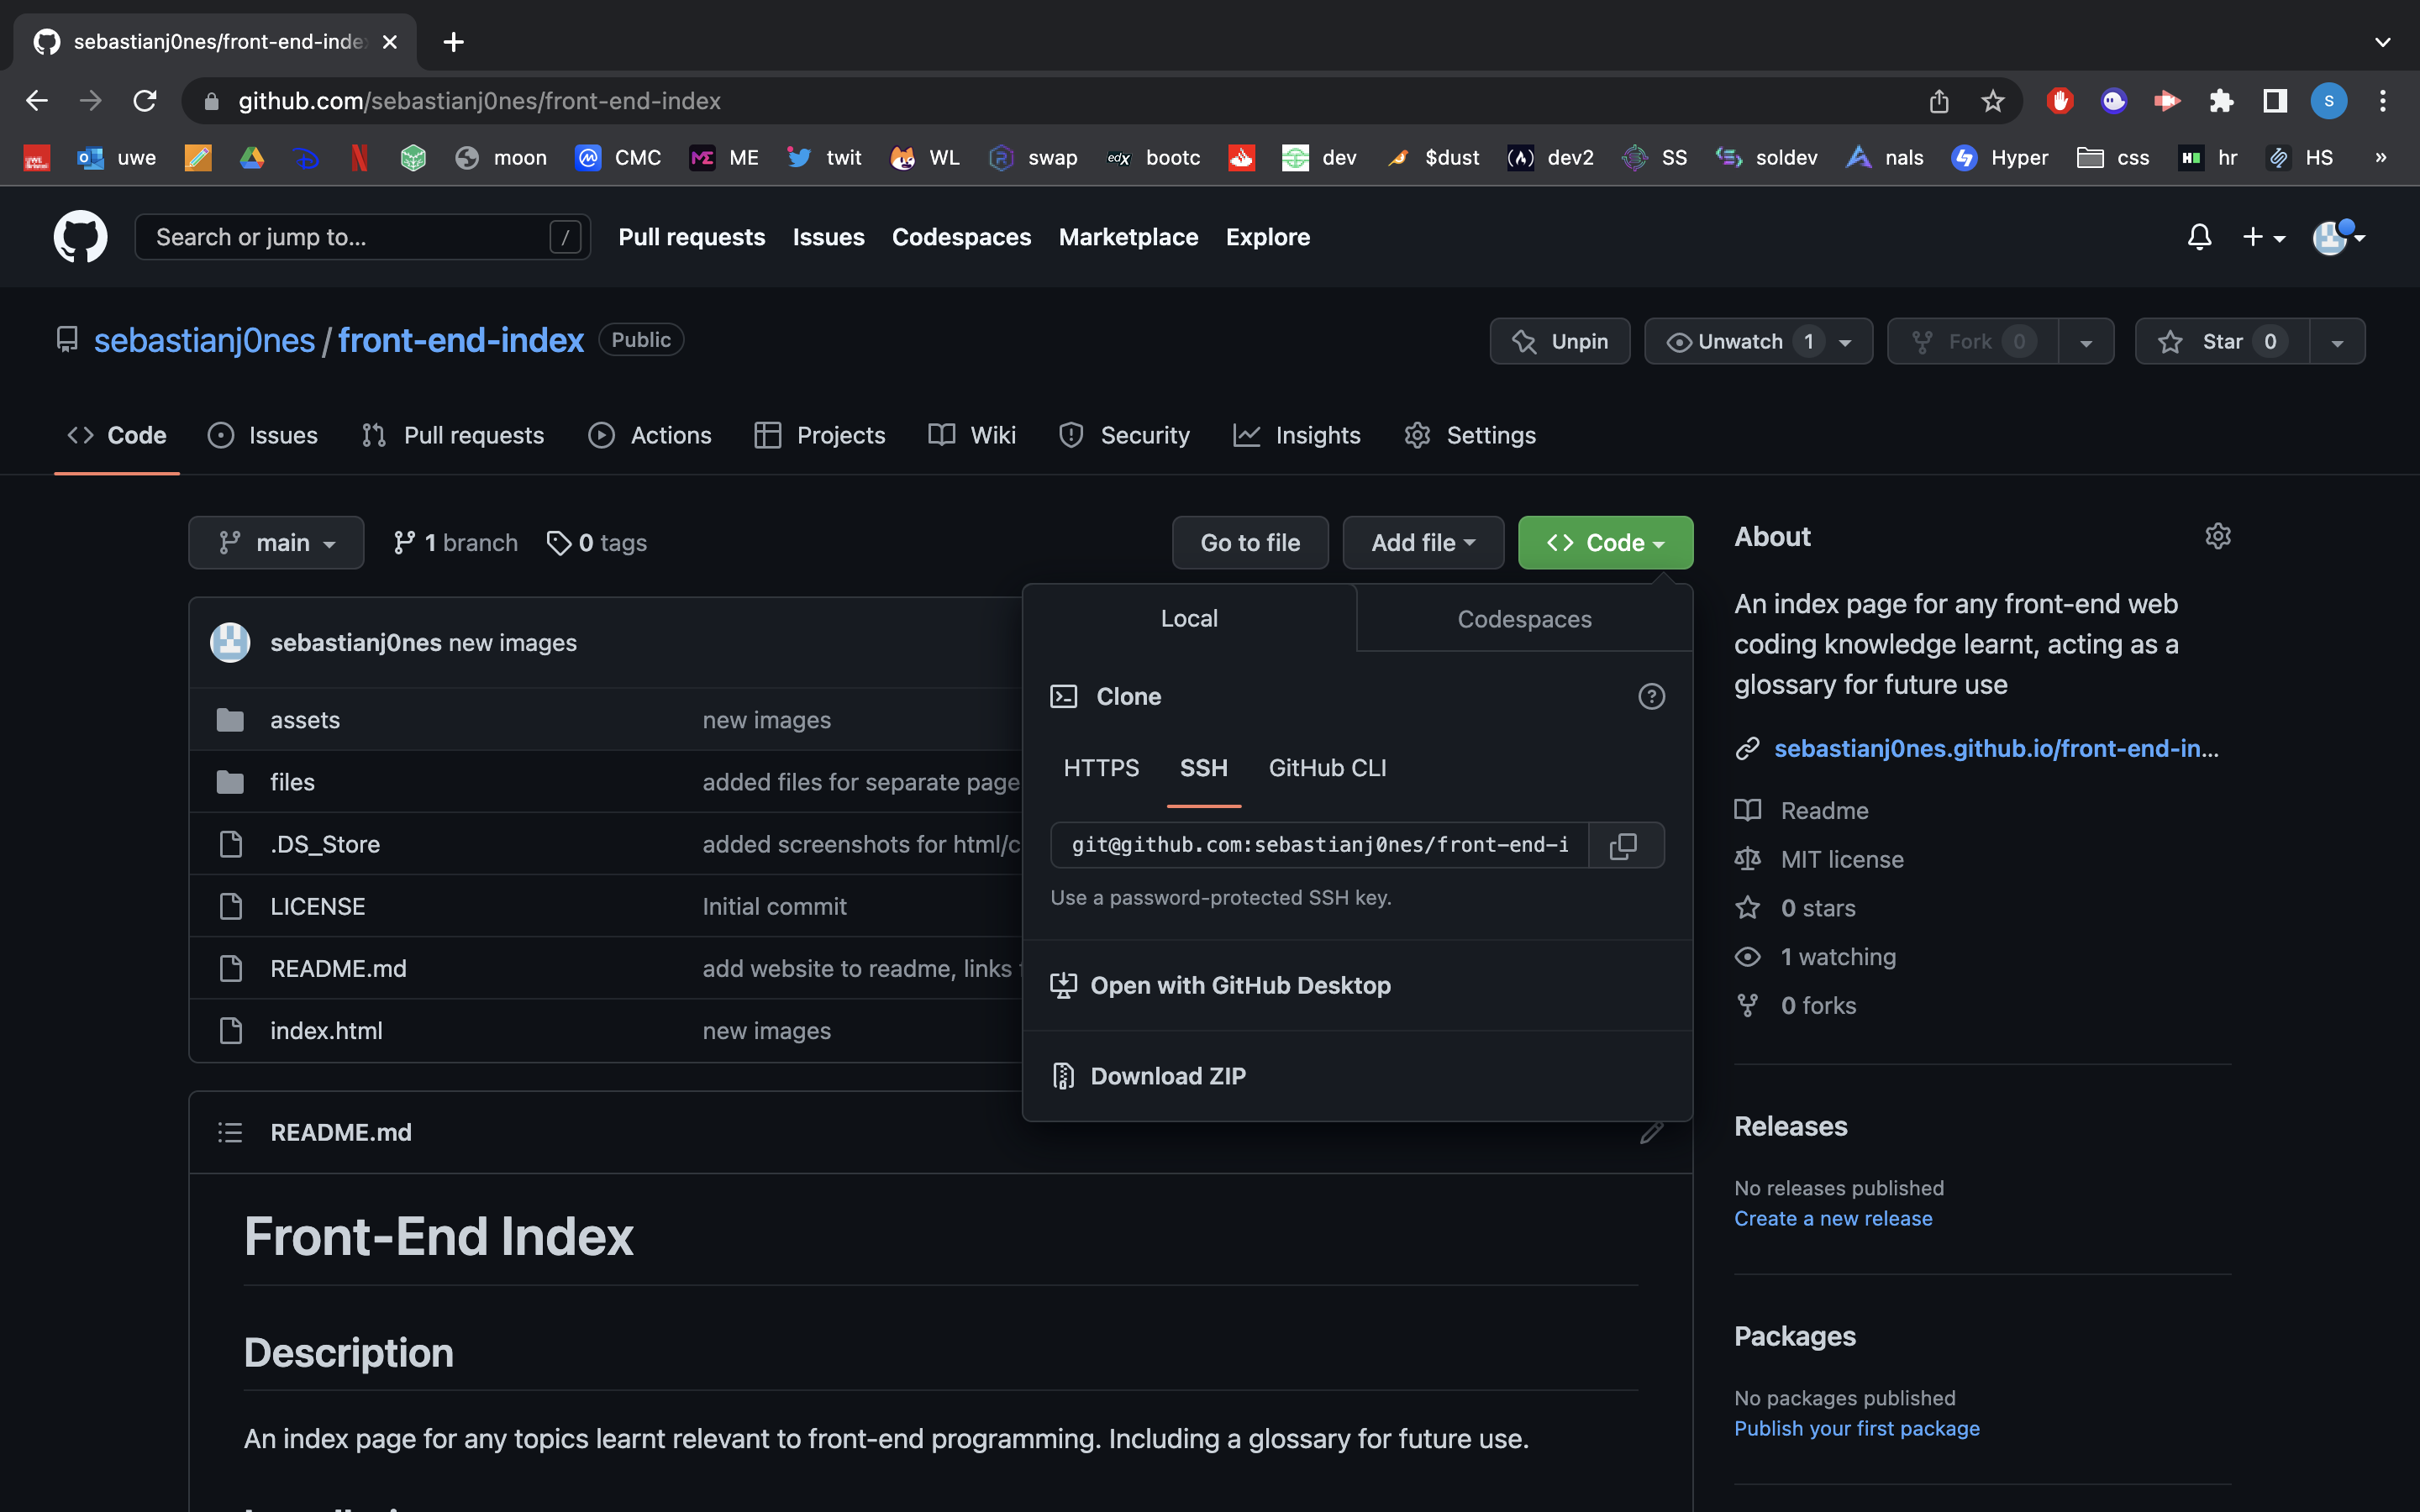 sebastianj0nes/front-end-inde
github.com/sebastianj0nes/front-end-index
S
uwe
moon
CMC
ME
twit
WL
swap
edx bootc
dev
$dust
dev2
SS
soldev
nals
Hyper
css
hr
HS
»
Search or jump to...
/
Pull requests
Issues
Codespaces
Marketplace
Explore
sebastianj0nes / front-end-index
Public
Unpin
Unwatch 1
Fork 0
Star 0
Code
Issues
Pull requests
Actions
Projects
Wiki
Security
Insights
Settings
main
1 branch
0 tags
Go to file
Add file
Code
sebastianj0nes new images
assets new images
files added files for separate page
.DS_Store added screenshots for html/c
LICENSE Initial commit
README.md add website to readme, links
index.html new images
Local
Codespaces
Clone
HTTPS
SSH
GitHub CLI
git@github.com:sebastianj0nes/front-end-i
Use a password-protected SSH key.
Open with GitHub Desktop
Download ZIP
README.md
Front-End Index
Description
An index page for any topics learnt relevant to front-end programming. Including a glossary for future use.
About
An index page for any front-end web
coding knowledge learnt, acting as a
glossary for future use
sebastianj0nes.github.io/front-end-in...
Readme
MIT license
0 stars
1 watching
0 forks
Releases
No releases published
Create a new release
Packages
No packages published
Publish your first package